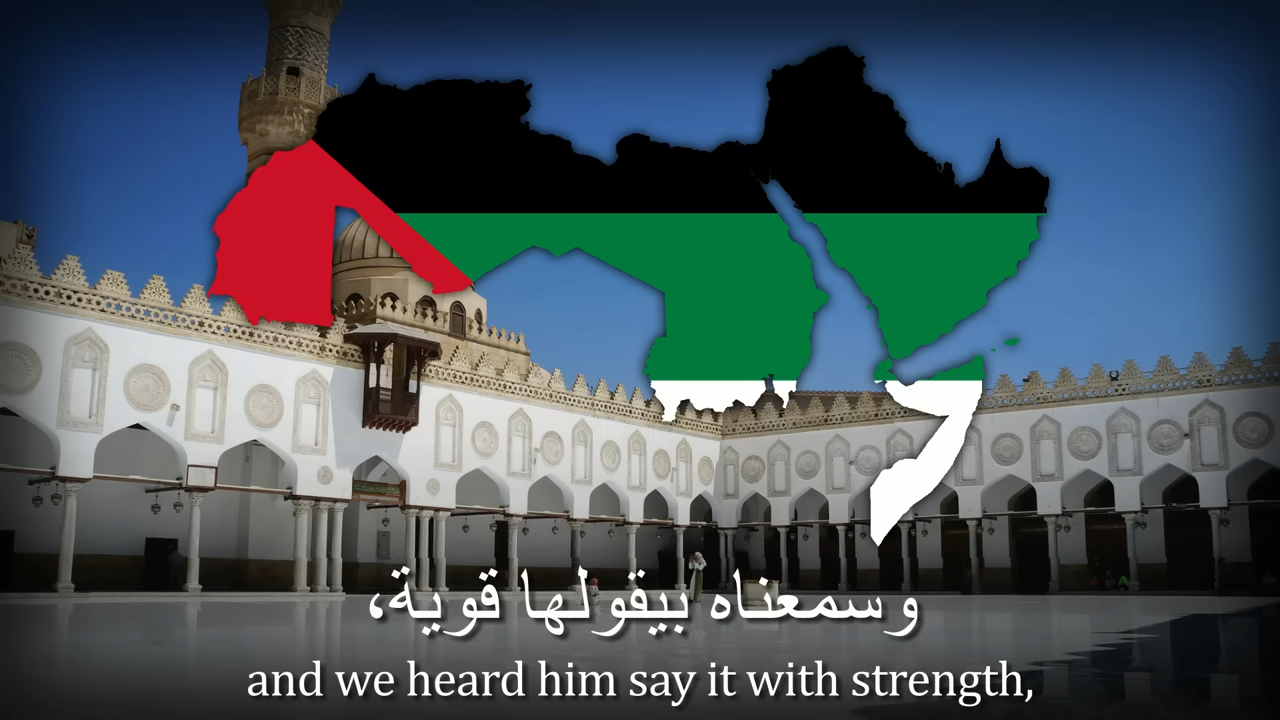 وسمعناه بيقولها قوية،
and we heard him say it with strength,